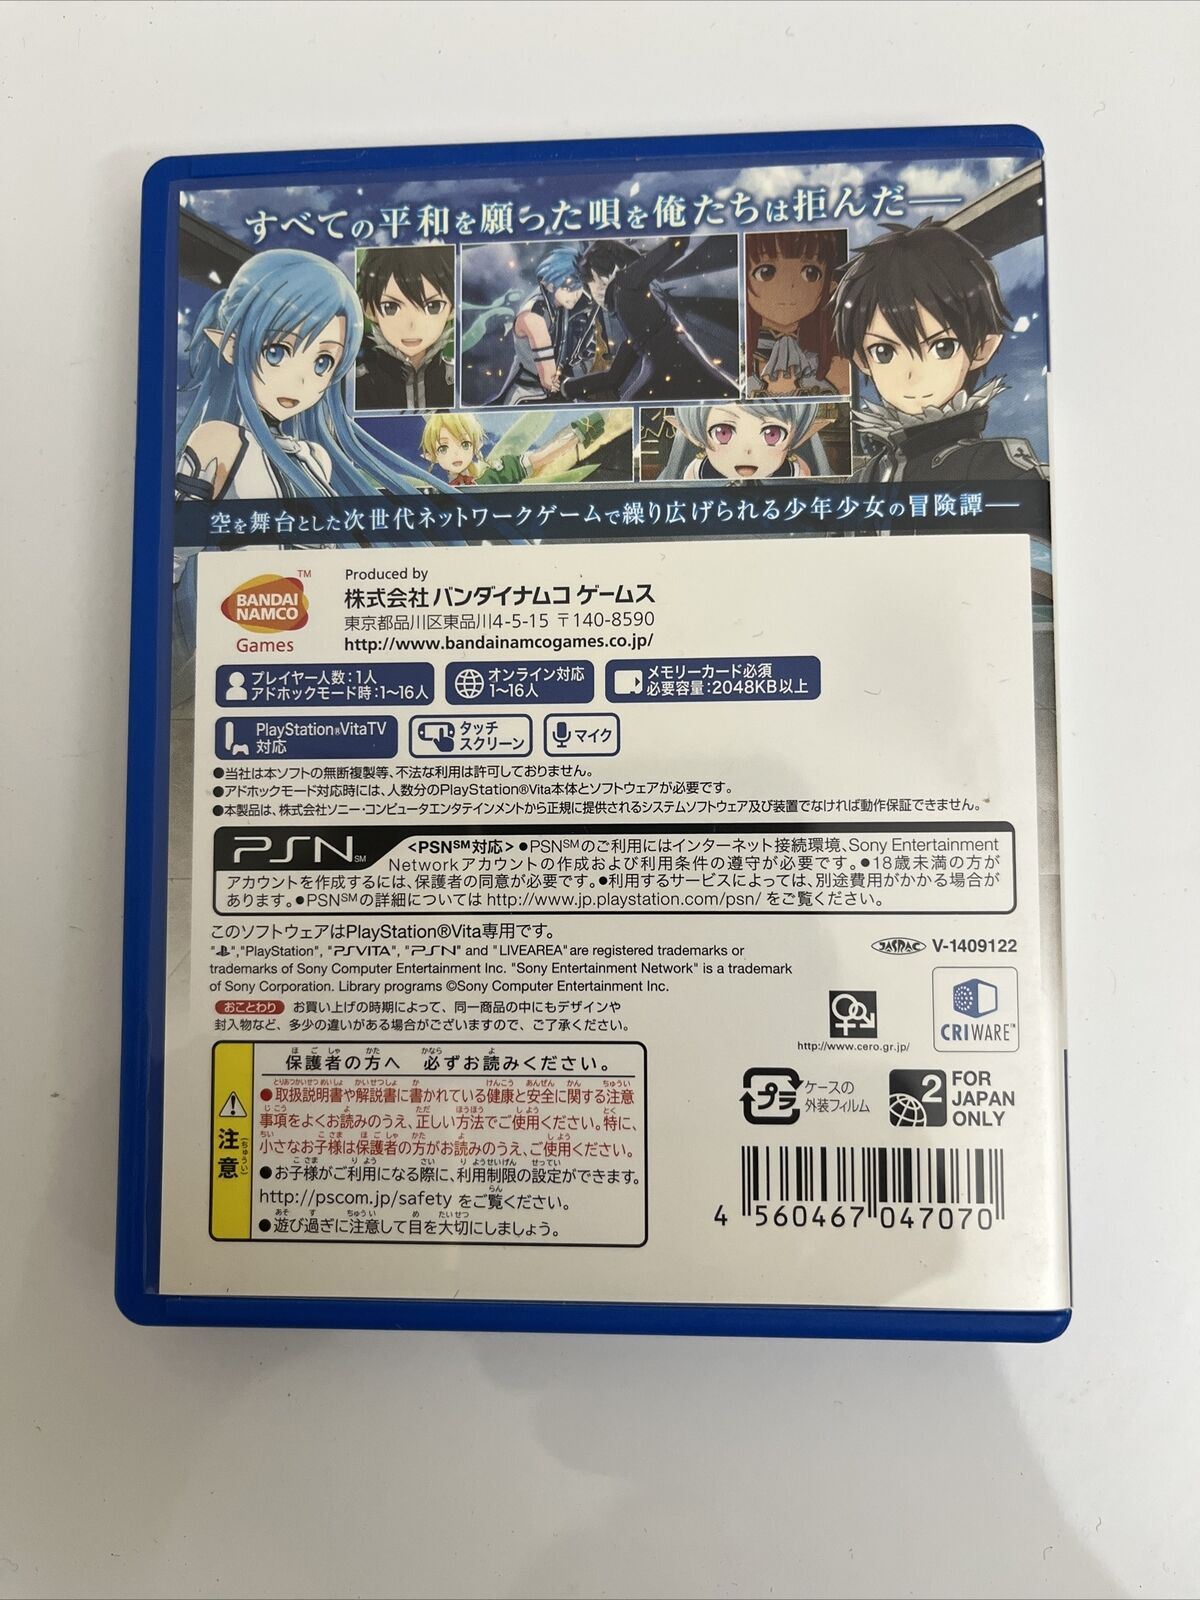 すべての平和を願った唄を俺たちは拒んだ——
空を舞台とした次世代ネットワークゲームで繰り広げられる少年少女の冒険譚——
BANDAI NAMCO ™
Games
Produced by
株式会社 バンダイナムコ ゲームス
東京都品川区東品川4-5-15 〒140-8590
http://www.bandainamcogames.co.jp/
プレイヤー人数:1人
アドホックモード時:1〜16人
オンライン対応
1〜16人
メモリーカード必須
必要容量:2048KB以上
PlayStation®VitaTV
対応
タッチ
スクリーン
マイク
●当社は本ソフトの無断複製等、不法な利用は許可しておりません。
●アドホックモード対応時には、人数分のPlayStation®Vita本体とソフトウェアが必要です。
●本製品は、株式会社ソニー・コンピュータエンタテインメントから正規に提供されるシステムソフトウェア及び装置でなければ動作保証できません。
PSN℠
<PSN℠対応> ●PSN℠のご利用にはインターネット接続環境、Sony Entertainment
Networkアカウントの作成および利用条件の遵守が必要です。●18歳未満の方が
アカウントを作成するには、保護者の同意が必要です。●利用するサービスによっては、別途費用がかかる場合が
あります。●PSN℠の詳細については http://www.jp.playstation.com/psn/ をご覧ください。
このソフトウェアはPlayStation®Vita専用です。
"PS","PlayStation", "PSVITA", "PSN" and "LIVEAREA" are registered trademarks or
trademarks of Sony Computer Entertainment Inc. "Sony Entertainment Network" is a trademark
of Sony Corporation. Library programs ©Sony Computer Entertainment Inc.
JASRAC V-1409122
おことわり お買い上げの時期によって、同一商品の中にもデザインや
封入物など、多少の違いがある場合がございますので、ご了承ください。
CRIWARE™
http://www.cero.gr.jp/
注意(ちゅうい)
保護者の方へ 必ずお読みください。
●取扱説明書や解説書に書かれている健康と安全に関する注意
事項をよくお読みのうえ、正しい方法でご使用ください。特に、
小さなお子様は保護者の方がお読みのうえ、ご使用ください。
●お子様がご利用になる際に、利用制限の設定ができます。
http://pscom.jp/safety をご覧ください。
●遊び過ぎに注意して目を大切にしましょう。
プラ
ケースの
外装フィルム
2
FOR
JAPAN
ONLY
4 560467 047070